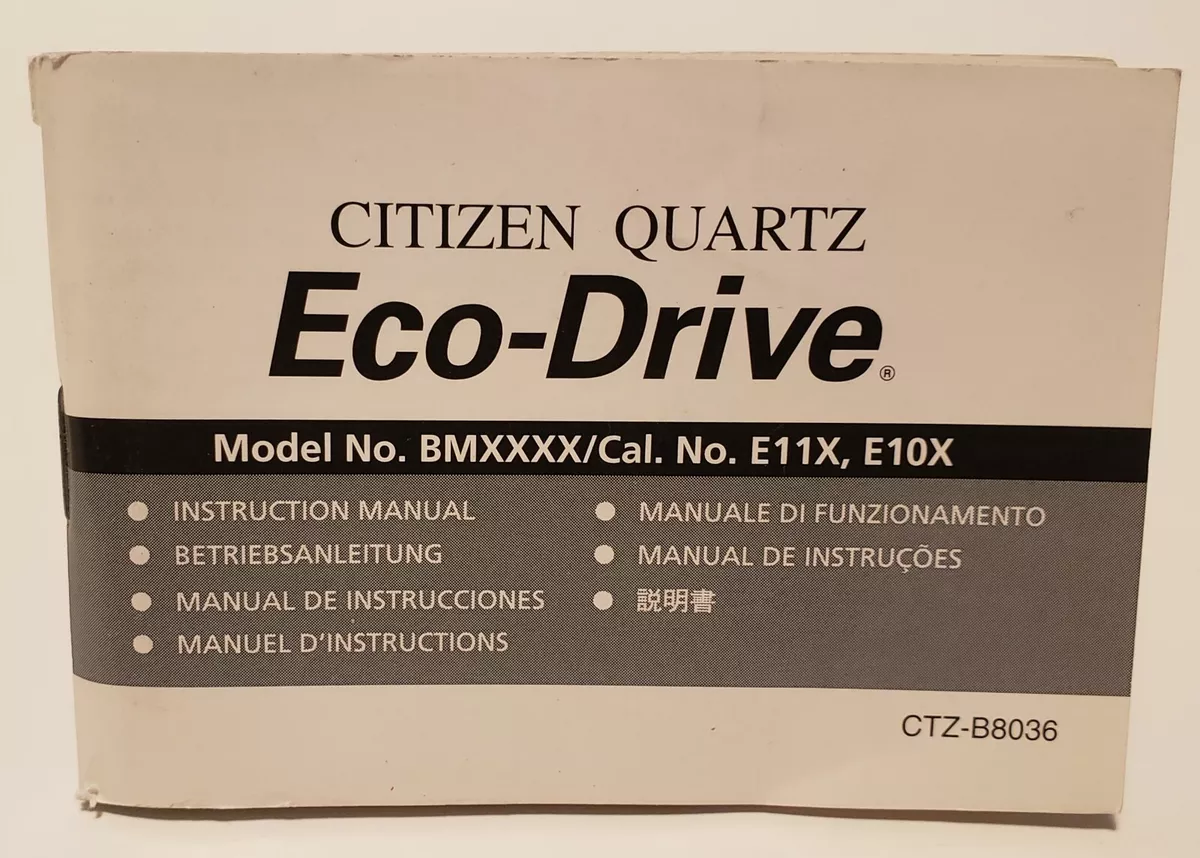 CITIZEN QUARTZ
Eco-Drive®
Model No. BMXXXX/Cal. No. E11X, E10X
● INSTRUCTION MANUAL
● BETRIEBSANLEITUNG
● MANUAL DE INSTRUCCIONES
● MANUEL D'INSTRUCTIONS
● MANUALE DI FUNZIONAMENTO
● MANUAL DE INSTRUÇÕES
● 説明書
CTZ-B8036